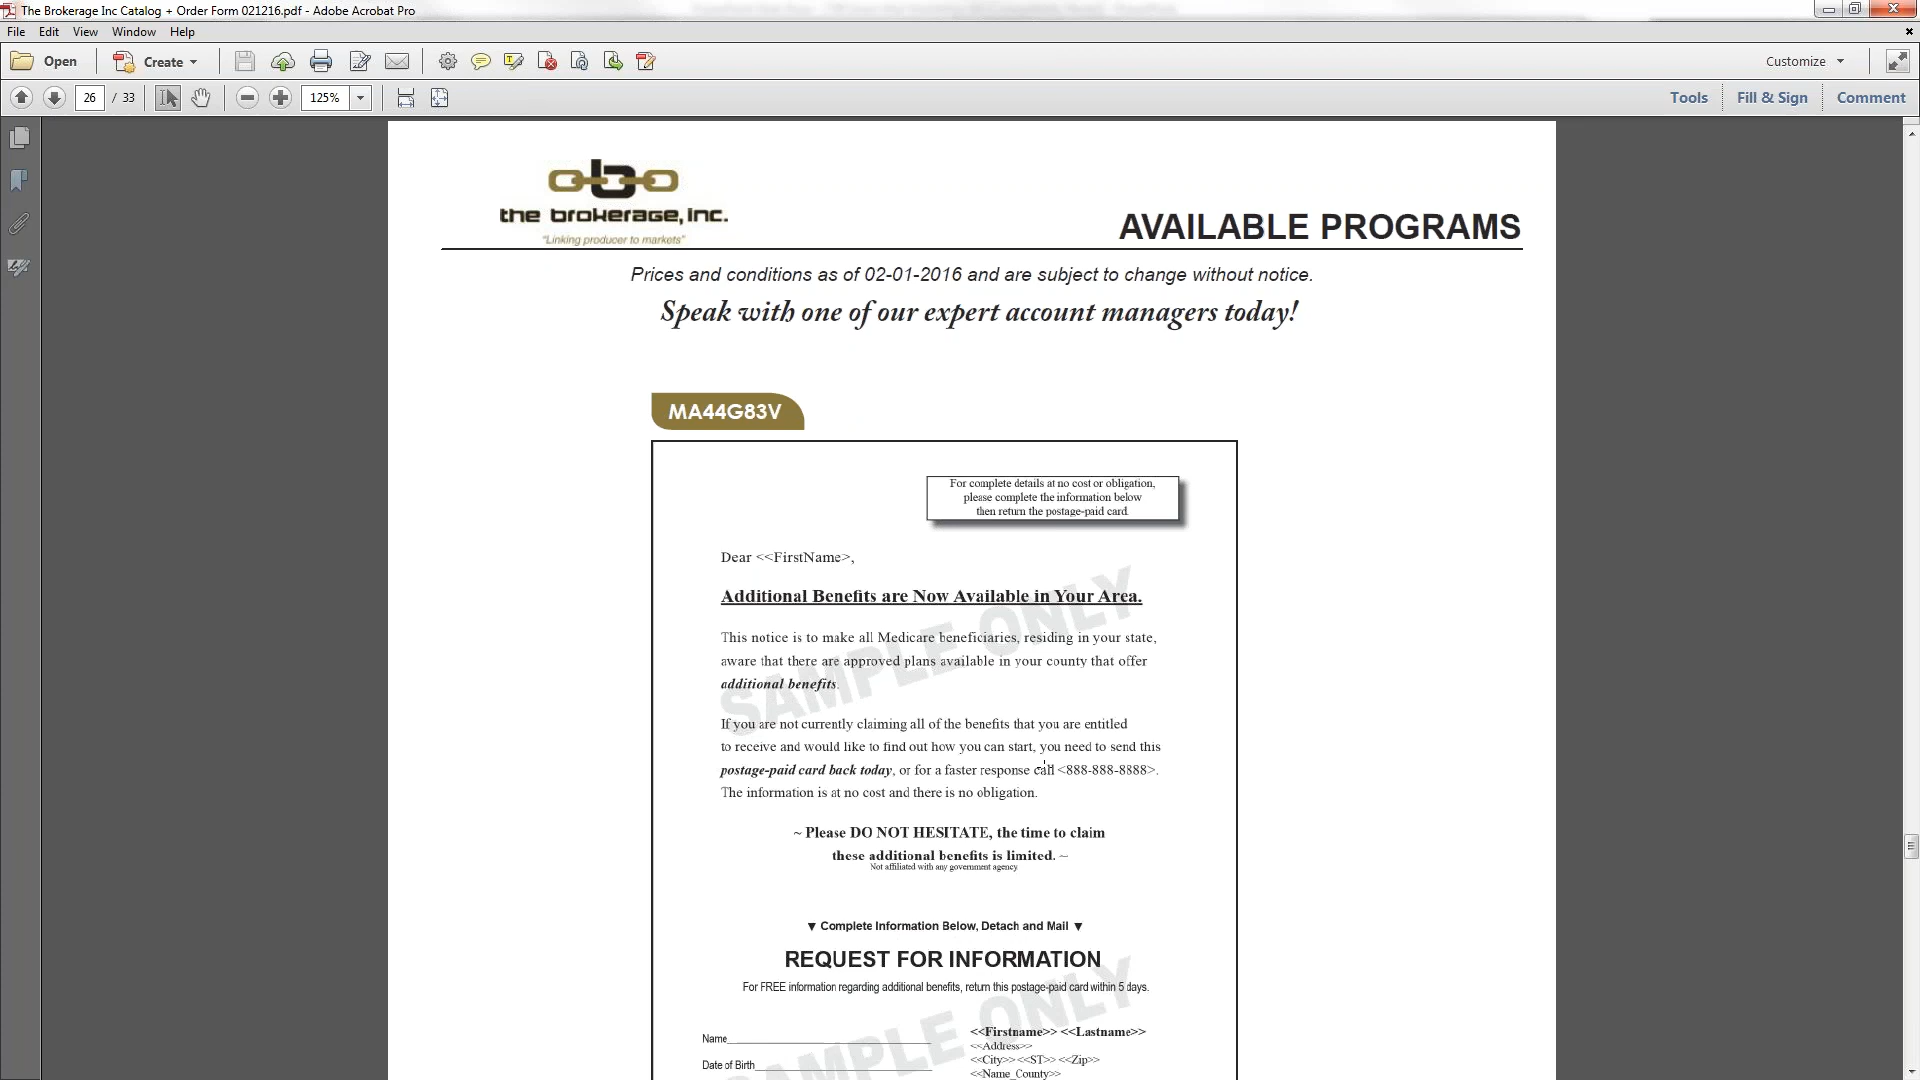 The Brokerage Inc Catalog + Order Form 021216.pdf - Adobe Acrobat Pro
File Edit View Window Help
Open Create Customize
26 / 33 125% Tools Fill & Sign Comment
the brokerage, inc.
"Linking producer to markets"
AVAILABLE PROGRAMS
Prices and conditions as of 02-01-2016 and are subject to change without notice.
Speak with one of our expert account managers today!
MA44G83V
For complete details at no cost or obligation,
please complete the information below
then return the postage-paid card.
Dear <<FirstName>,
Additional Benefits are Now Available in Your Area.
This notice is to make all Medicare beneficiaries, residing in your state,
aware that there are approved plans available in your county that offer
additional benefits.
SAMPLE ONLY
If you are not currently claiming all of the benefits that you are entitled
to receive and would like to find out how you can start, you need to send this
postage-paid card back today, or for a faster response call <888-888-8888>.
The information is at no cost and there is no obligation.
~ Please DO NOT HESITATE, the time to claim
these additional benefits is limited. ~
Not affiliated with any government agency
▼ Complete Information Below, Detach and Mail ▼
REQUEST FOR INFORMATION
For FREE information regarding additional benefits, return this postage-paid card within 5 days.
SAMPLE ONLY
Name
Date of Birth
<<Firstname>> <<Lastname>>
<<Address>>
<<City>> <<ST>> <<Zip>>
<<Name_County>>